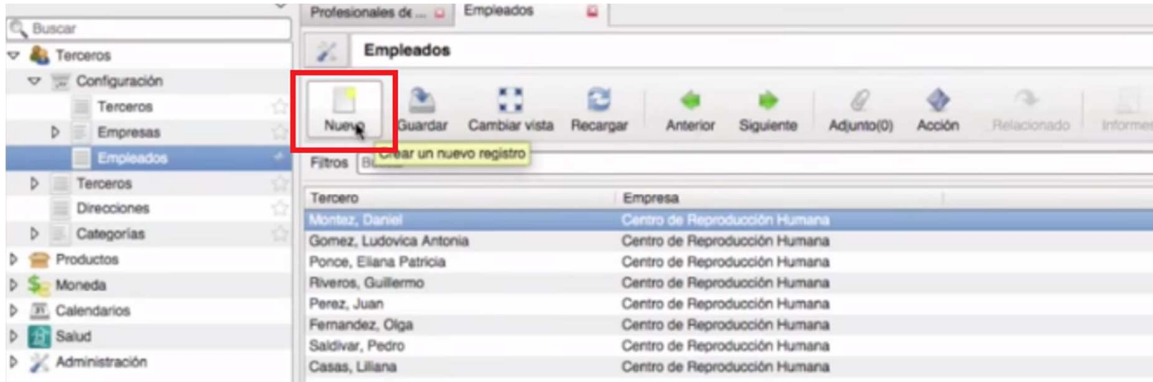 Profesionales de ... Empleados
Buscar
Terceros
Configuración
Terceros
Empresas
Empleados
Terceros
Direcciones
Categorías
Productos
Moneda
Calendarios
Salud
Administración
Empleados
Nuevo Guardar Cambiar vista Recargar Anterior Siguiente Adjunto(0) Acción Relacionado Informes
Crear un nuevo registro
Filtros
Tercero Empresa
Montez, Daniel Centro de Reproducción Humana
Gomez, Ludovica Antonia Centro de Reproducción Humana
Ponce, Eliana Patricia Centro de Reproducción Humana
Riveros, Guillermo Centro de Reproducción Humana
Perez, Juan Centro de Reproducción Humana
Fernandez, Olga Centro de Reproducción Humana
Saldivar, Pedro Centro de Reproducción Humana
Casas, Liliana Centro de Reproducción Humana